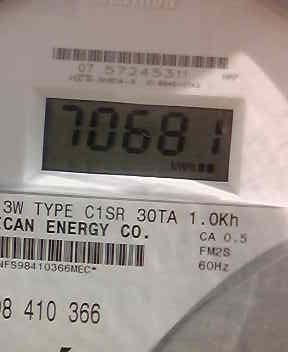 07 57245311
70681
3W TYPE C1SR 30TA 1.0Kh
CAN ENERGY CO.
CA 0.5
FM2S
60Hz
NFS98410366MEC*
8 410 366